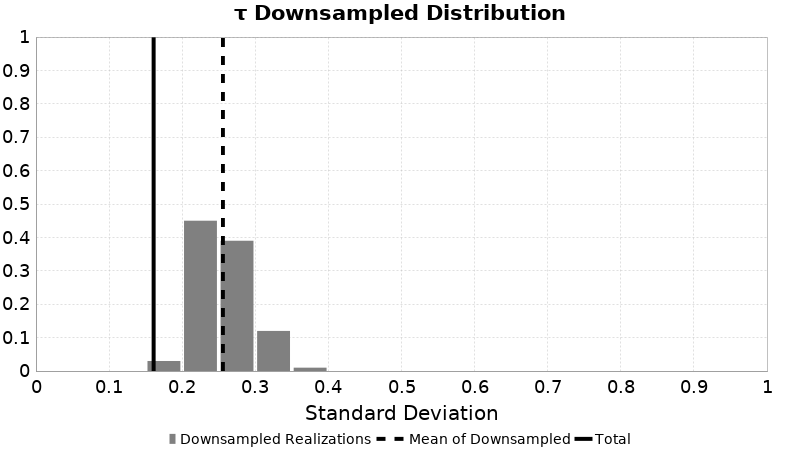 τ Downsampled Distribution
1
0.9
0.8
0.7
0.6
0.5
0.4
0.3
0.2
0.1
0
0 0.1 0.2 0.3 0.4 0.5 0.6 0.7 0.8 0.9 1
Standard Deviation
Downsampled Realizations Mean of Downsampled Total